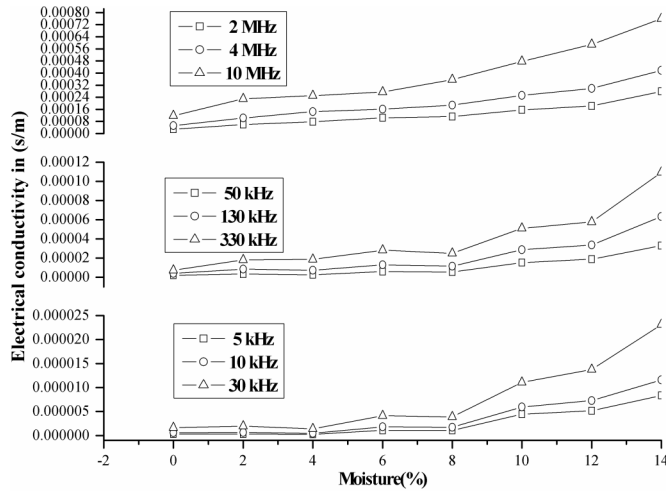 Electrical conductivity in (s/m)
0.00080
0.00072
0.00064
0.00056
0.00048
0.00040
0.00032
0.00024
0.00016
0.00008
0.00000
2 MHz
4 MHz
10 MHz
0.00012
0.00010
0.00008
0.00006
0.00004
0.00002
0.00000
50 kHz
130 kHz
330 kHz
0.000025
0.000020
0.000015
0.000010
0.000005
0.000000
5 kHz
10 kHz
30 kHz
-2 0 2 4 6 8 10 12 14
Moisture(%)